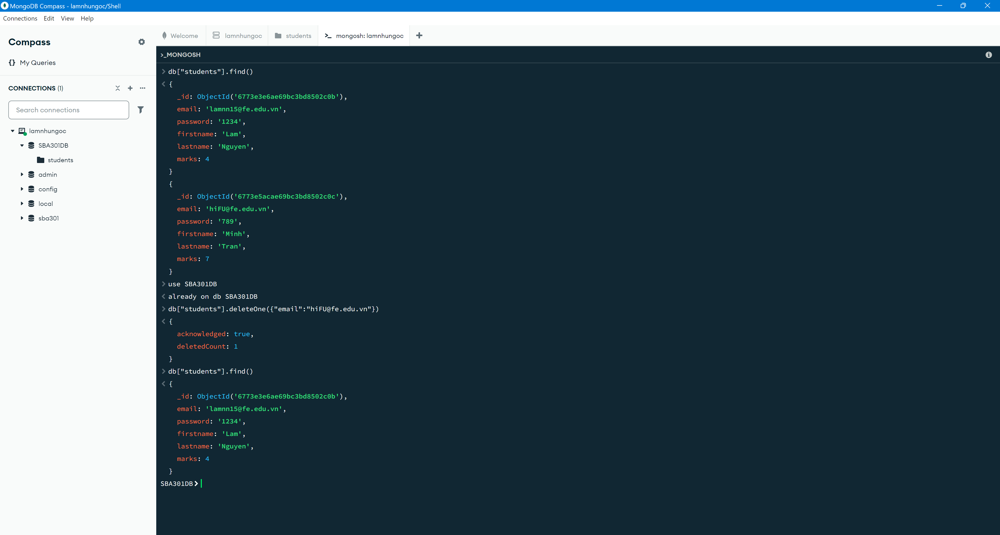 MongoDB Compass - lamnhungoc/Shell
Connections Edit View Help
Compass
{} My Queries
CONNECTIONS (1)
Search connections
lamnhungoc
SBA301DB
students
admin
config
local
sba301
Welcome lamnhungoc students >_ mongosh: lamnhungoc +
>_MONGOSH
> db["students"].find()
< {
_id: ObjectId('6773e3e6ae69bc3bd8502c0b'),
email: 'lamnn15@fe.edu.vn',
password: '1234',
firstname: 'Lam',
lastname: 'Nguyen',
marks: 4
}
{
_id: ObjectId('6773e5acae69bc3bd8502c0c'),
email: 'hiFU@fe.edu.vn',
password: '789',
firstname: 'Minh',
lastname: 'Tran',
marks: 7
}
> use SBA301DB
< already on db SBA301DB
> db["students"].deleteOne({"email":"hiFU@fe.edu.vn"})
< {
acknowledged: true,
deletedCount: 1
}
> db["students"].find()
< {
_id: ObjectId('6773e3e6ae69bc3bd8502c0b'),
email: 'lamnn15@fe.edu.vn',
password: '1234',
firstname: 'Lam',
lastname: 'Nguyen',
marks: 4
}
SBA301DB>